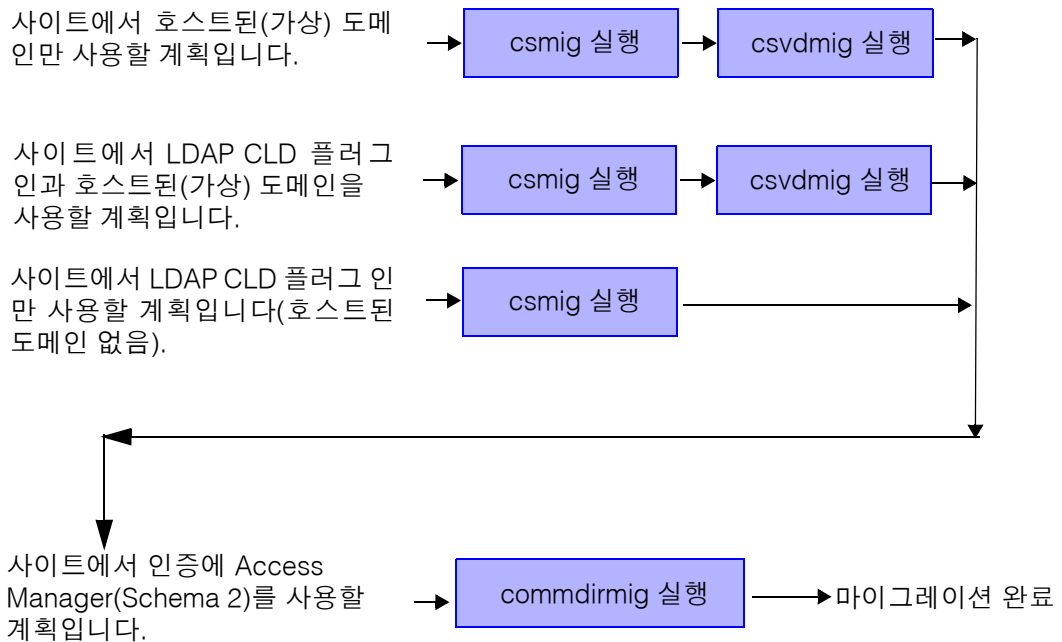 사이트에서 호스트된(가상) 도메
인만 사용할 계획입니다.
csmig 실행
csvdmig 실행
사이트에서 LDAP CLD 플러그
인과 호스트된(가상) 도메인을
사용할 계획입니다.
csmig 실행
csvdmig 실행
사이트에서 LDAP CLD 플러그 인
만 사용할 계획입니다(호스트된
도메인 없음).
csmig 실행
사이트에서 인증에 Access
Manager(Schema 2)를 사용할
계획입니다.
commdirmig 실행
마이그레이션 완료